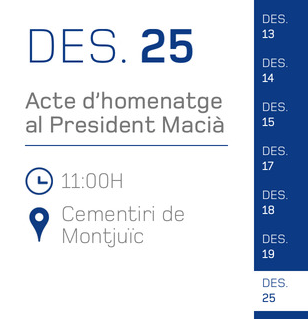 DES. 25
Acte d’homenatge
al President Macià
11:00H
Cementiri de
Montjuïc
DES.
13
DES.
14
DES.
15
DES.
17
DES.
18
DES.
19
DES.
25